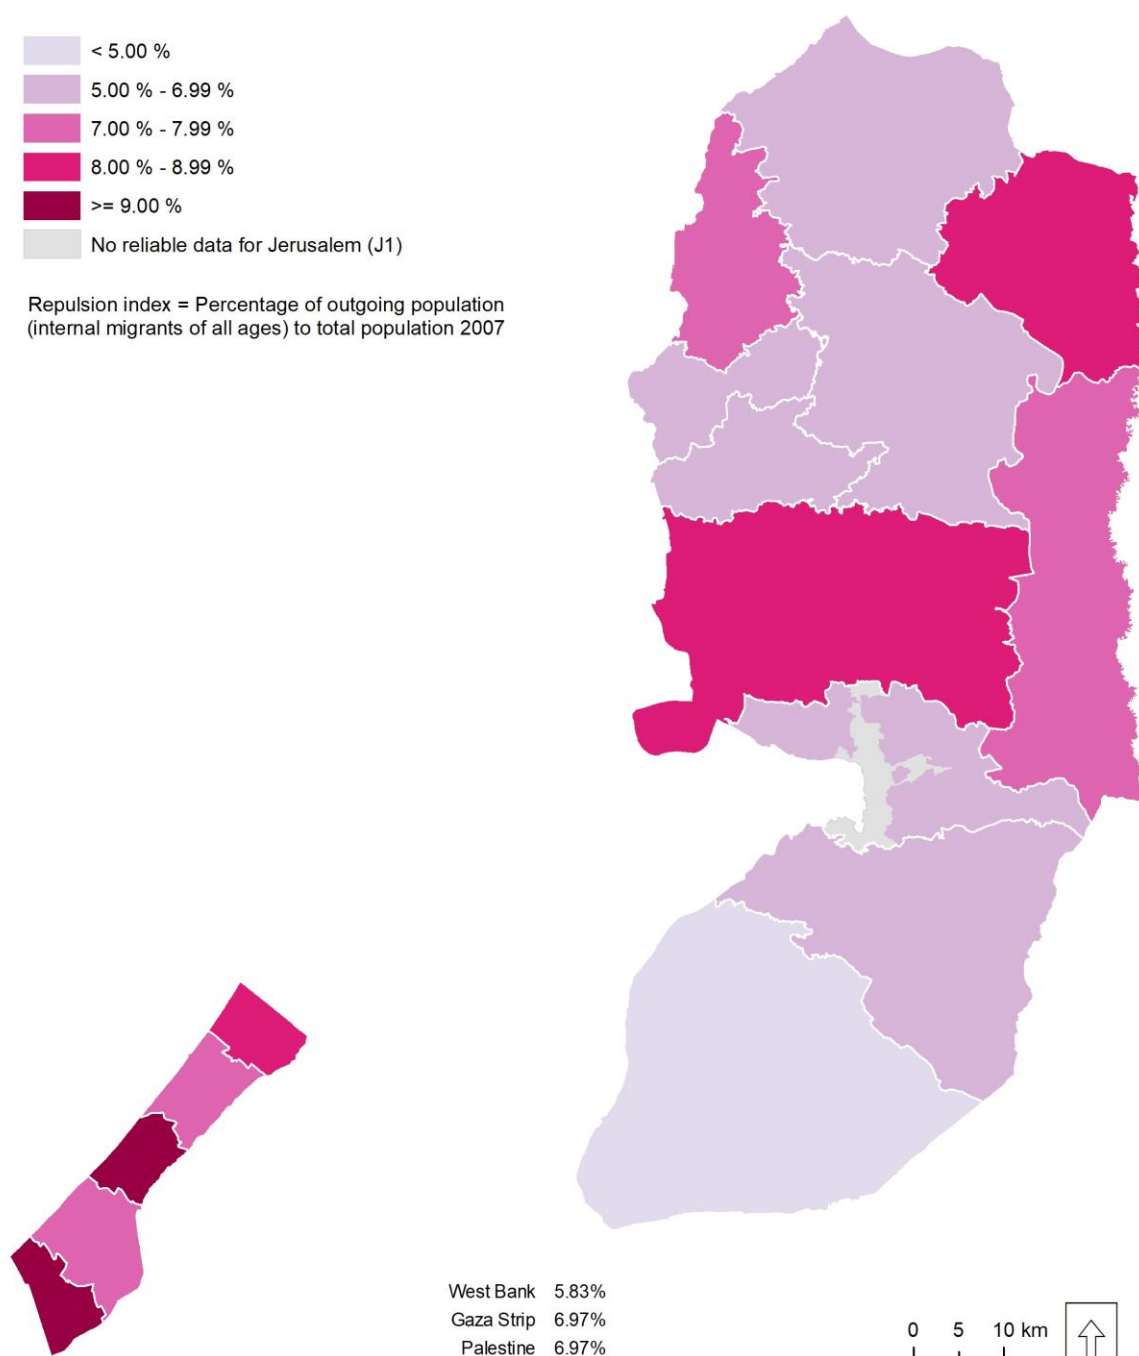 < 5.00 %
5.00 % - 6.99 %
7.00 % - 7.99 %
8.00 % - 8.99 %
>= 9.00 %
No reliable data for Jerusalem (J1)
Repulsion index = Percentage of outgoing population
(internal migrants of all ages) to total population 2007
West Bank 5.83%
Gaza Strip 6.97%
Palestine 6.97%
0 5 10 km